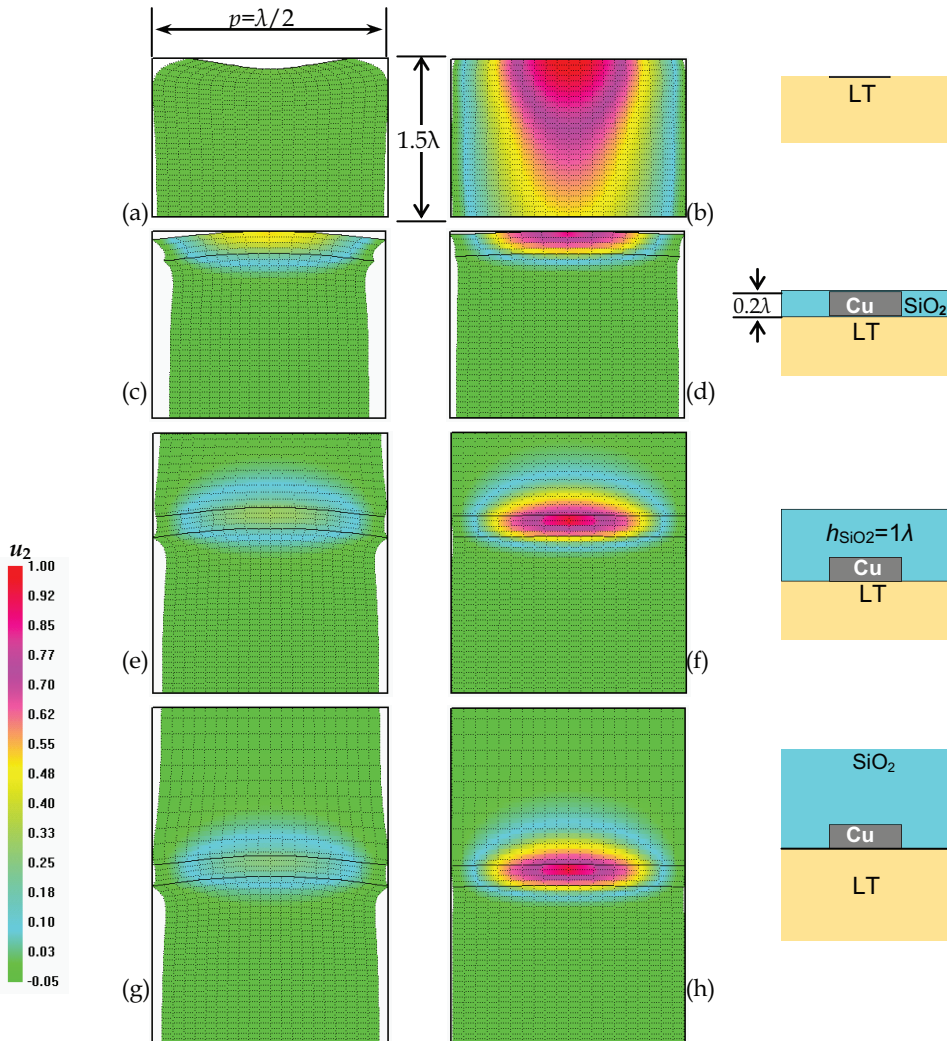 p=λ/2
1.5λ
LT
(a)
(b)
0.2λ
Cu
SiO₂
LT
(c)
(d)
hSiO2=1λ
Cu
LT
(e)
(f)
u₂
1.00
0.92
0.85
0.77
0.70
0.62
0.55
0.48
0.40
0.33
0.25
0.18
0.10
0.03
-0.05
SiO₂
Cu
LT
(g)
(h)